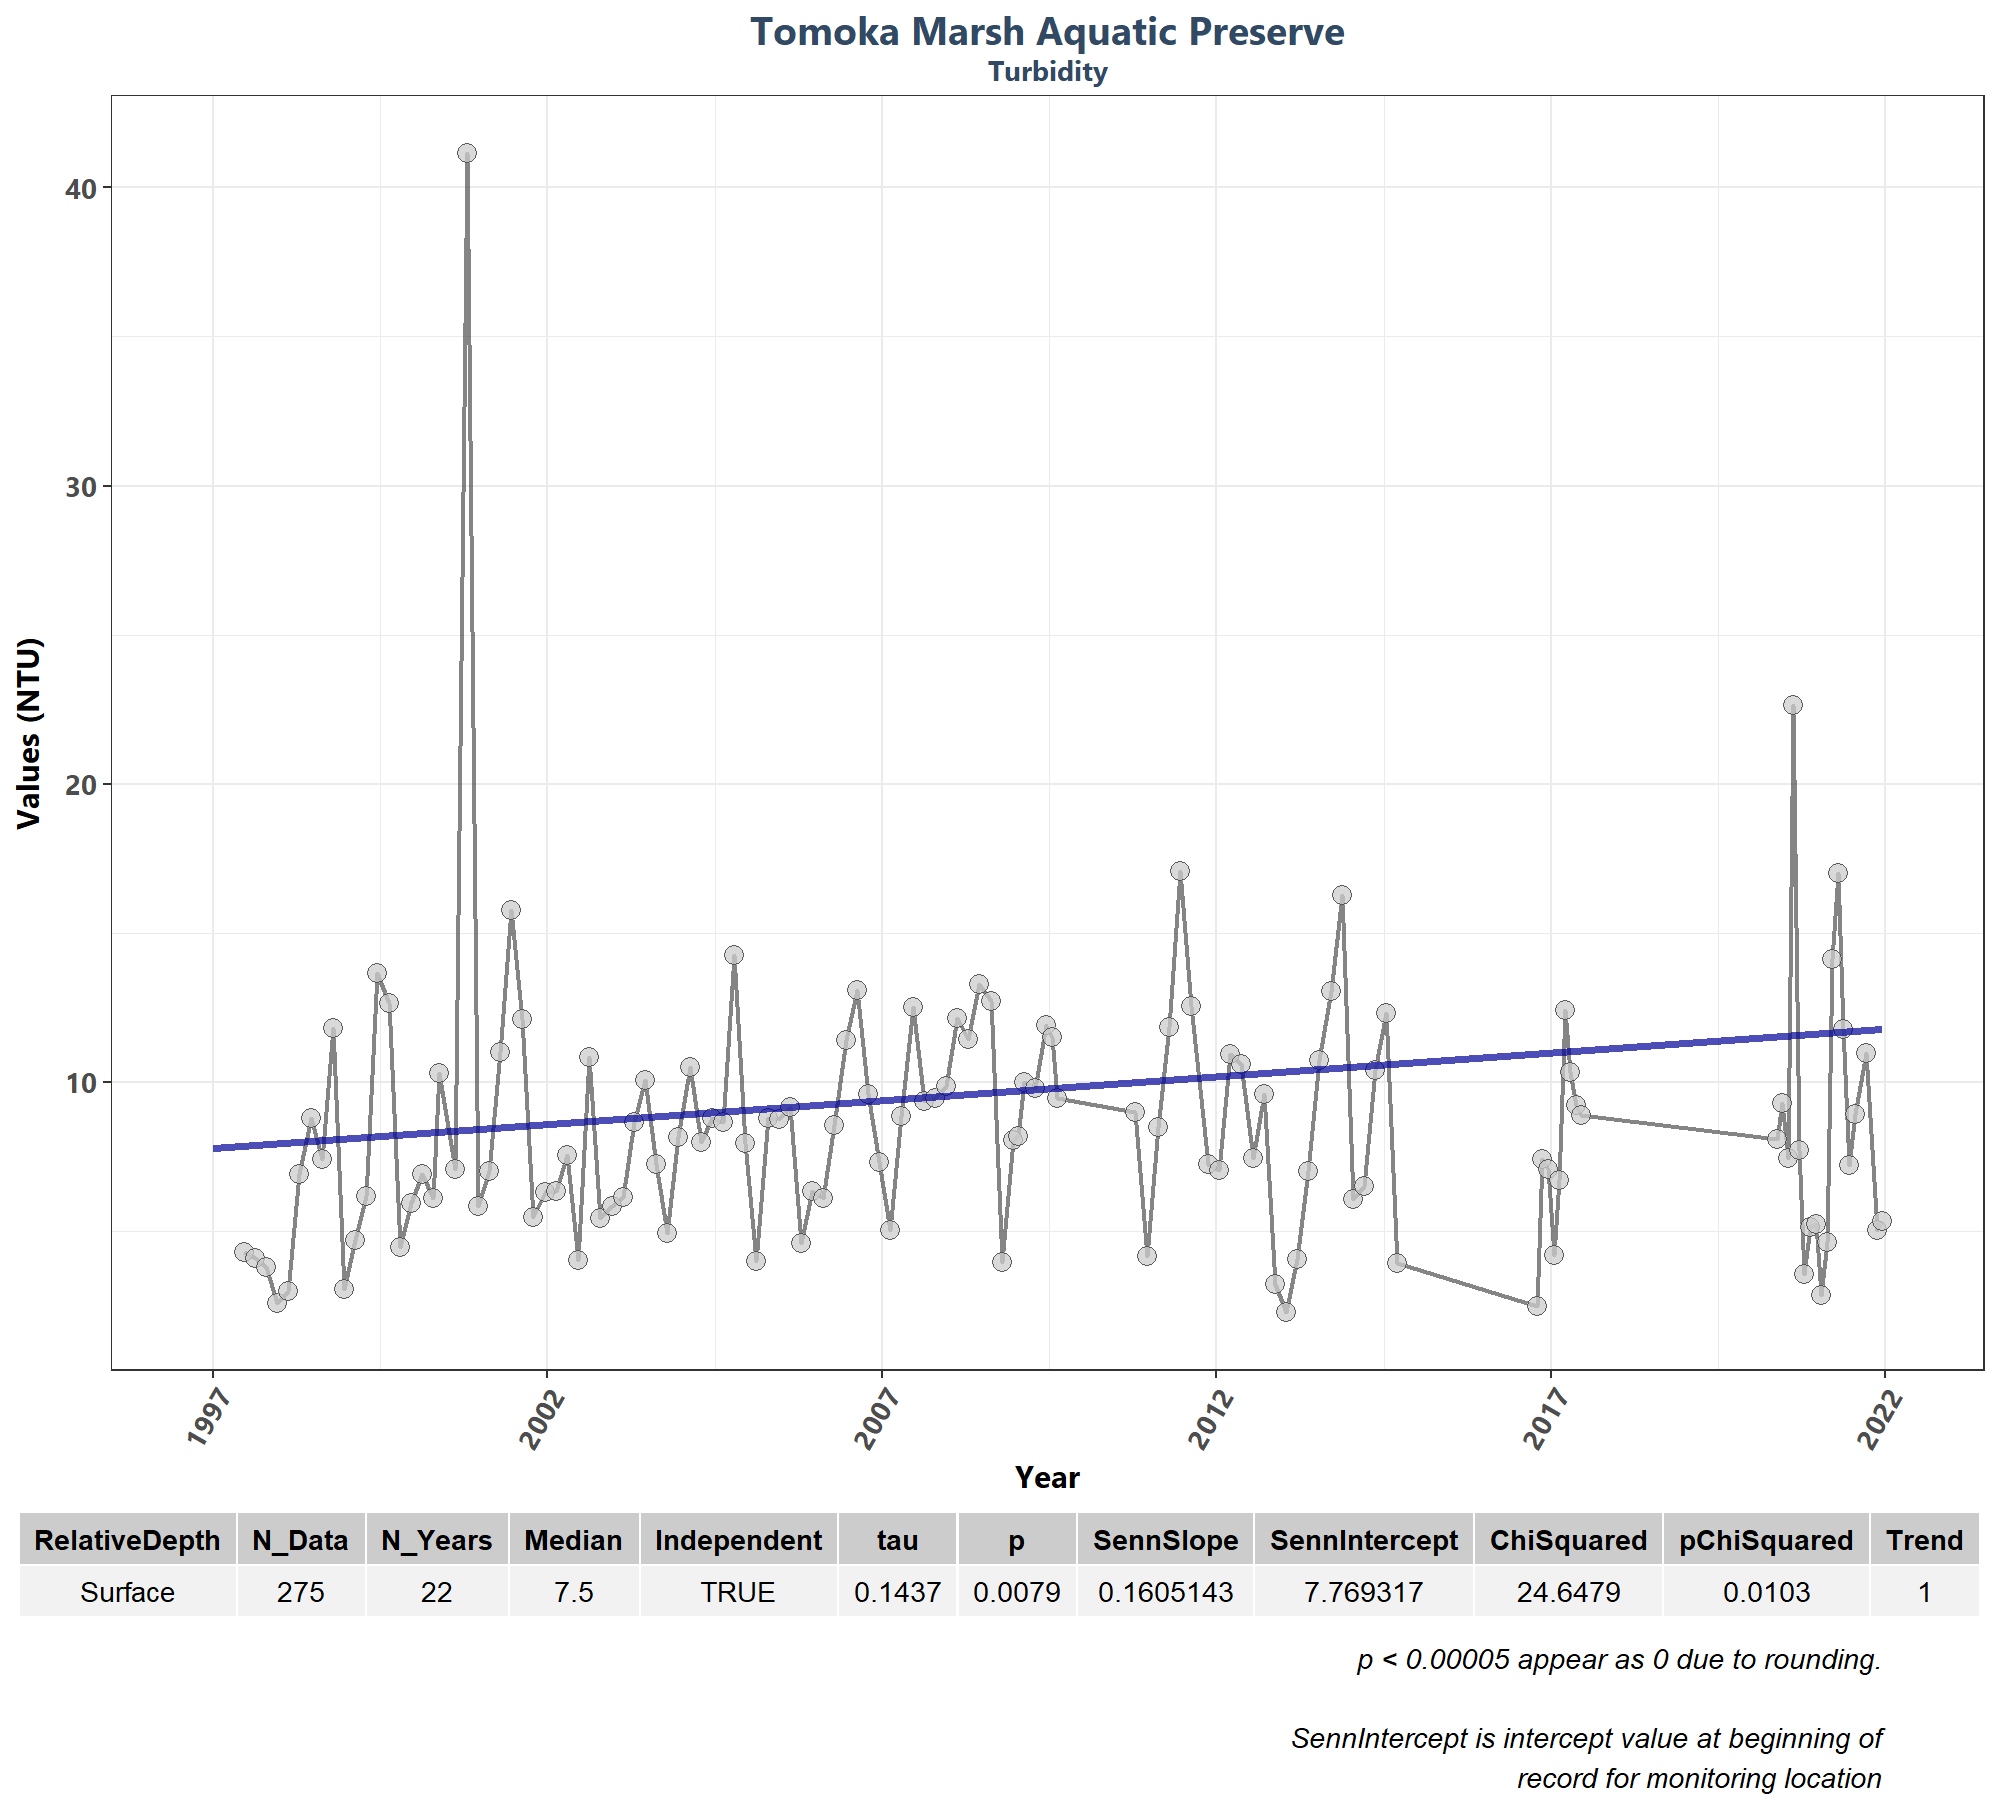 Tomoka Marsh Aquatic Preserve
Turbidity
Values (NTU)
40
30
20
10
1997 2002 2007 2012 2017 2022
Year
RelativeDepth N_Data N_Years Median Independent tau p SennSlope SennIntercept ChiSquared pChiSquared Trend
Surface 275 22 7.5 TRUE 0.1437 0.0079 0.1605143 7.769317 24.6479 0.0103 1
p < 0.00005 appear as 0 due to rounding.
SennIntercept is intercept value at beginning of
record for monitoring location